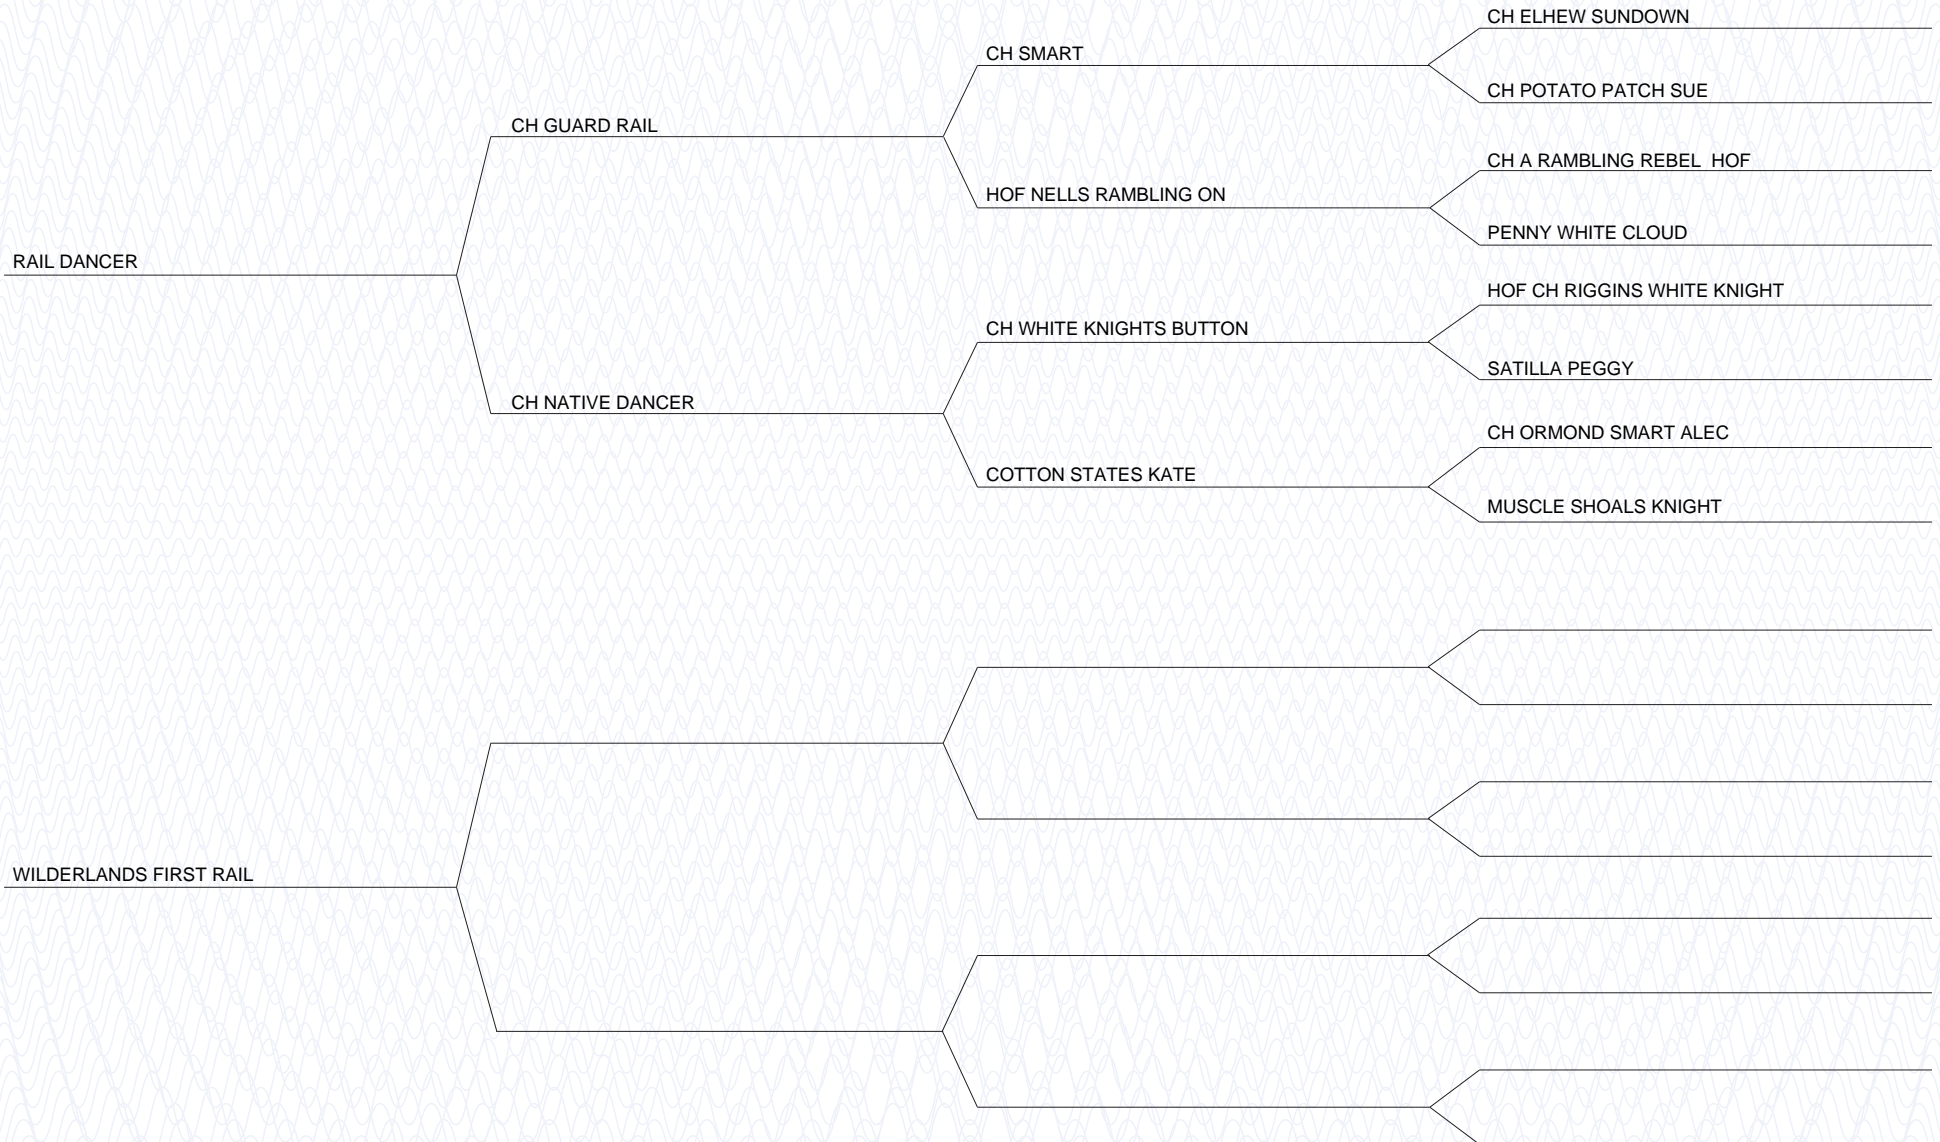 CH ELHEW SUNDOWN
CH SMART
CH POTATO PATCH SUE
CH GUARD RAIL
CH A RAMBLING REBEL  HOF
HOF NELLS RAMBLING ON
PENNY WHITE CLOUD
RAIL DANCER
HOF CH RIGGINS WHITE KNIGHT
CH WHITE KNIGHTS BUTTON
SATILLA PEGGY
CH NATIVE DANCER
CH ORMOND SMART ALEC
COTTON STATES KATE
MUSCLE SHOALS KNIGHT
WILDERLANDS FIRST RAIL